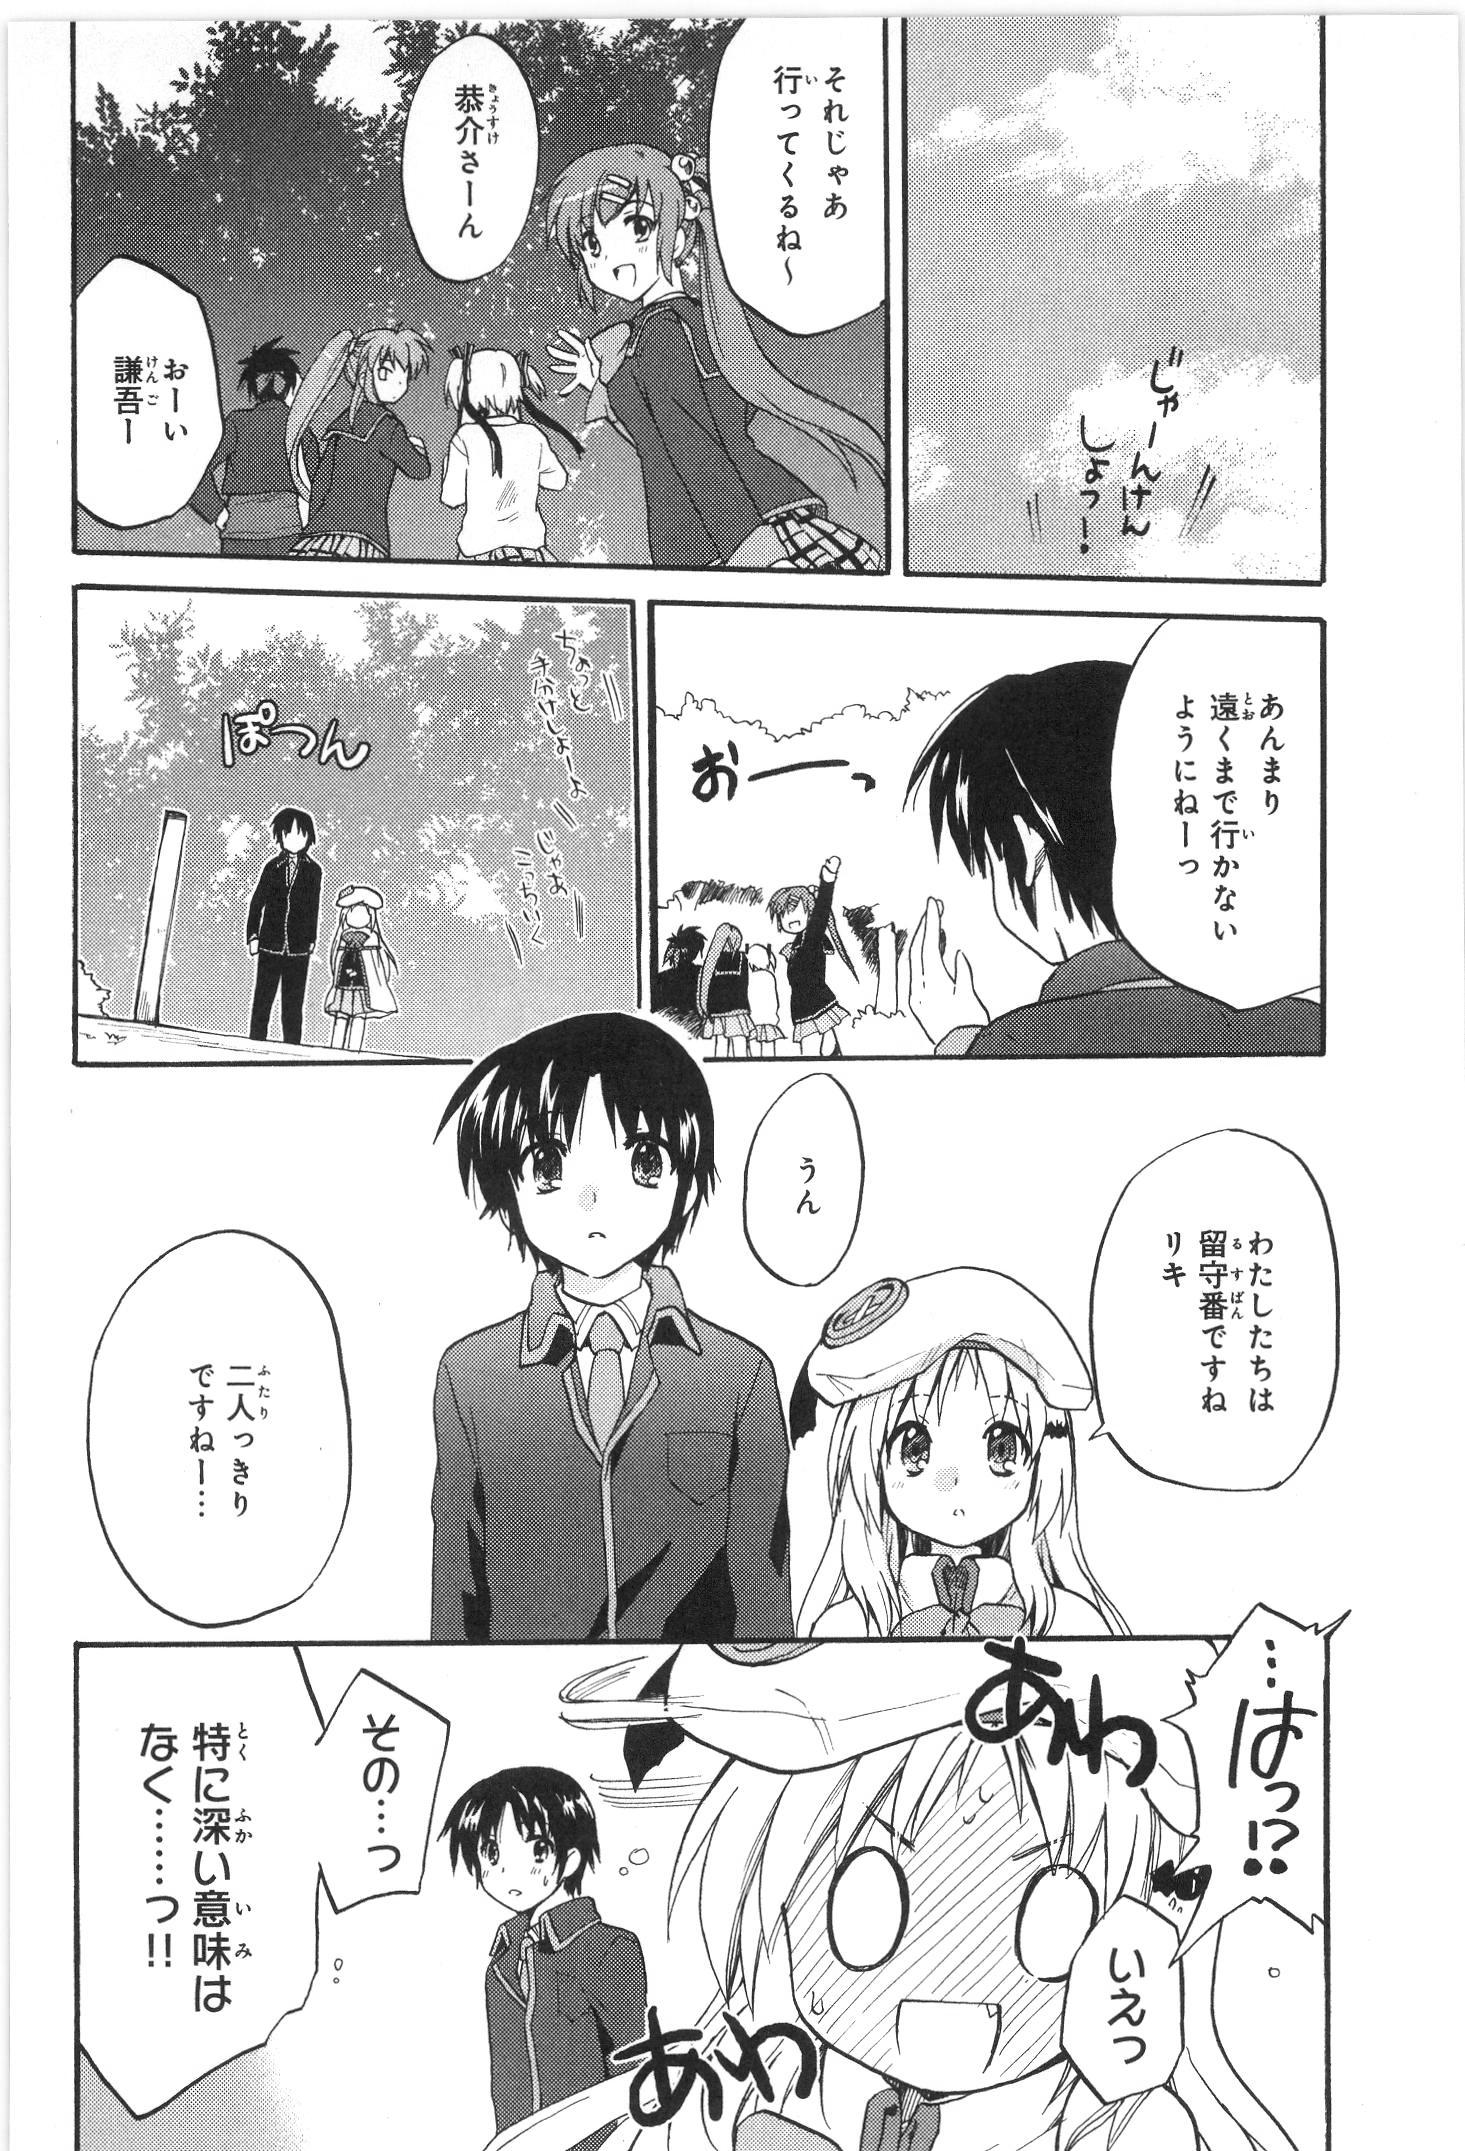 じゃーんけん
しょっ！
それじゃあ
行ってくるね〜
恭介さーん
おーい
謙吾ー
あんまり
遠くまで行かない
ようにねーっ
おーっ
ちょっと
手分けしよーよ
じゃあ
こっちいく
ぽつん
わたしたちは
留守番ですね
リキ
うん
二人っきり
ですねー…
…はっ!?
いえっ
あわ
あわ
その…っ
特に深い意味は
なく……っ!!